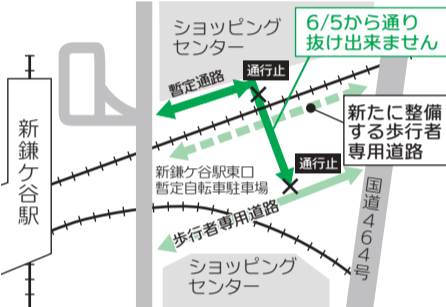 ショッピング
センター
6/5から通り
抜け出来ません
暫定通路
通行止
新たに整備
する歩行者
専用道路
新鎌ケ谷駅
新鎌ケ谷駅東口
暫定自転車駐車場
通行止
歩行者専用道路
国道464号
ショッピング
センター